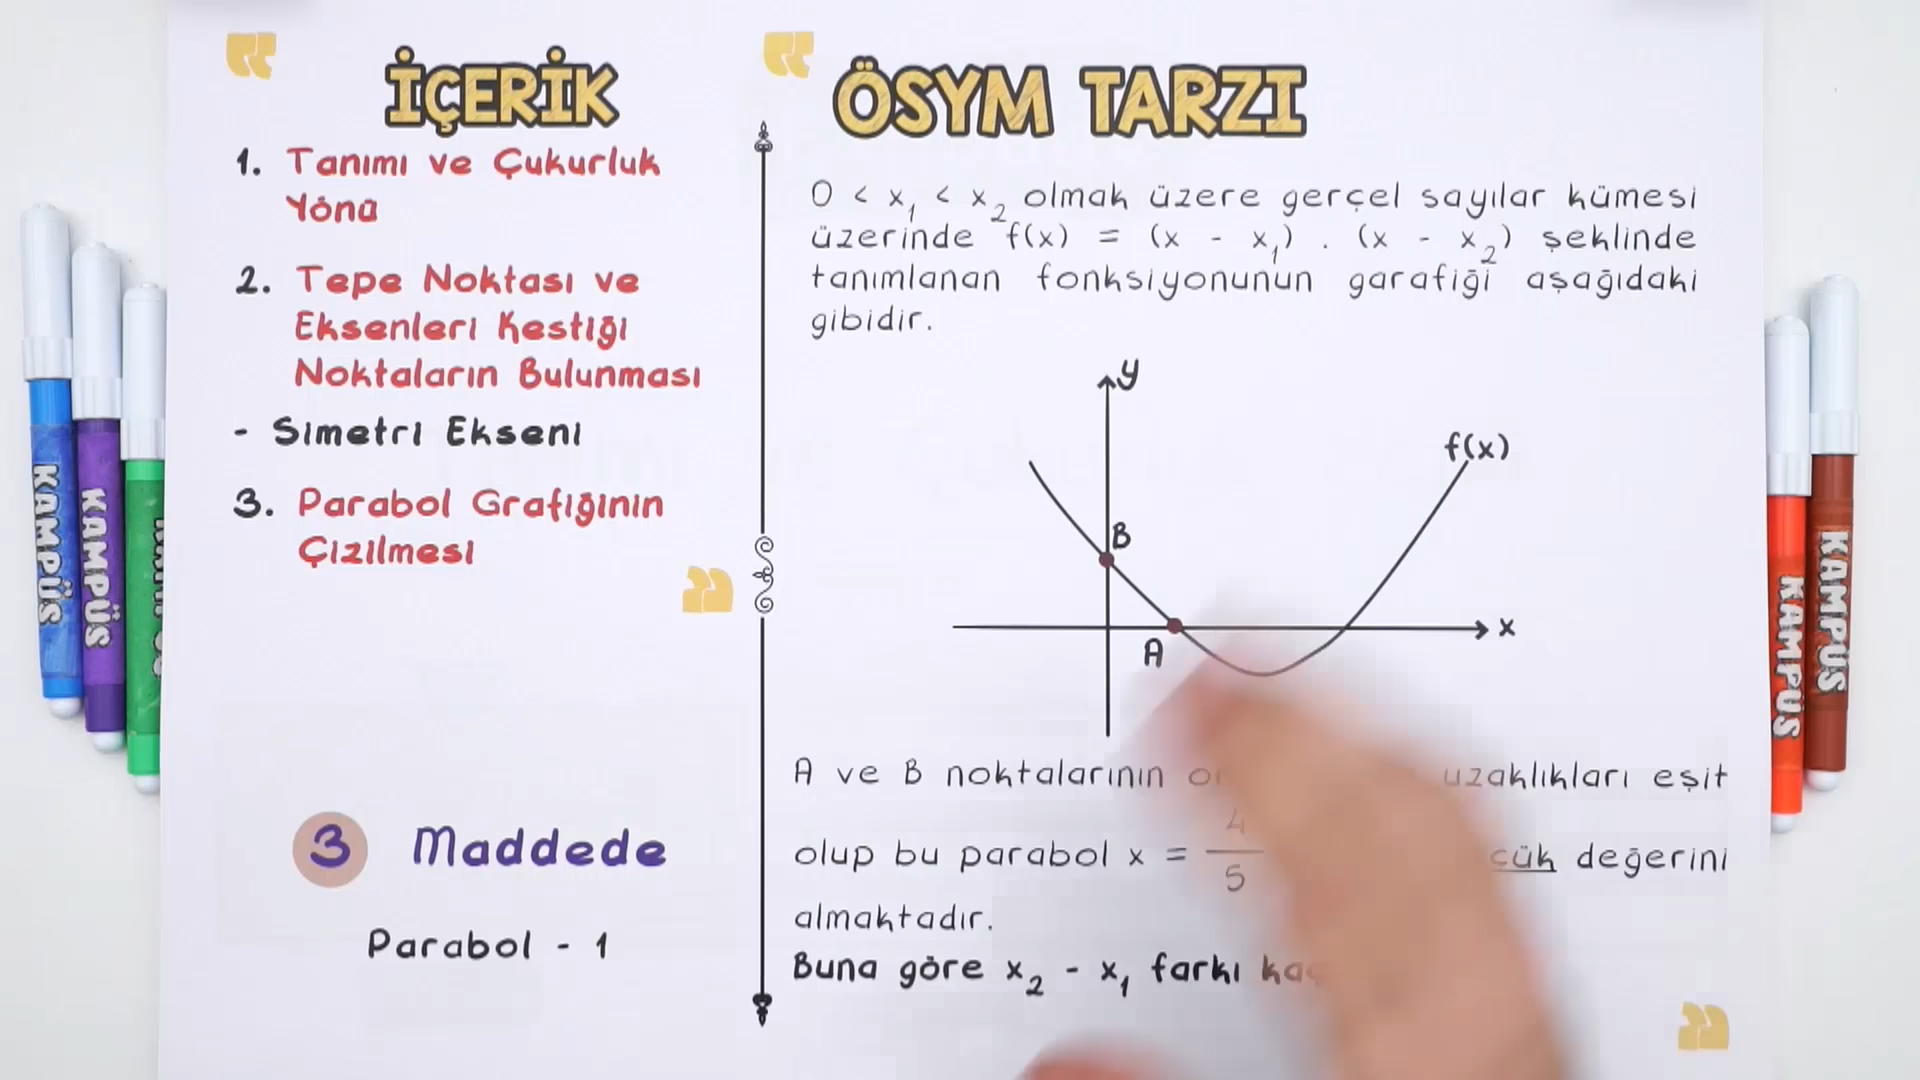 İÇERİK
1. Tanımı ve Çukurluk
Yönü
2. Tepe Noktası ve
Eksenleri Kestiği
Noktaların Bulunması
- Simetri Ekseni
3. Parabol Grafiğinin
Çizilmesi
3 Maddede
Parabol - 1
ÖSYM TARZI
0 < x₁ < x₂ olmak üzere gerçel sayılar kümesi
üzerinde f(x) = (x - x₁) . (x - x₂) şeklinde
tanımlanan fonksiyonunun garafiği aşağıdaki
gibidir.
y
f(x)
B
x
A
A ve B noktalarının uzaklıkları eşit
olup bu parabol x = 4/5 değerini
almaktadır.
Buna göre x₂ - x₁ farkı
KAMPÜS
KAMPÜS
KAMPÜS
KAMPÜS